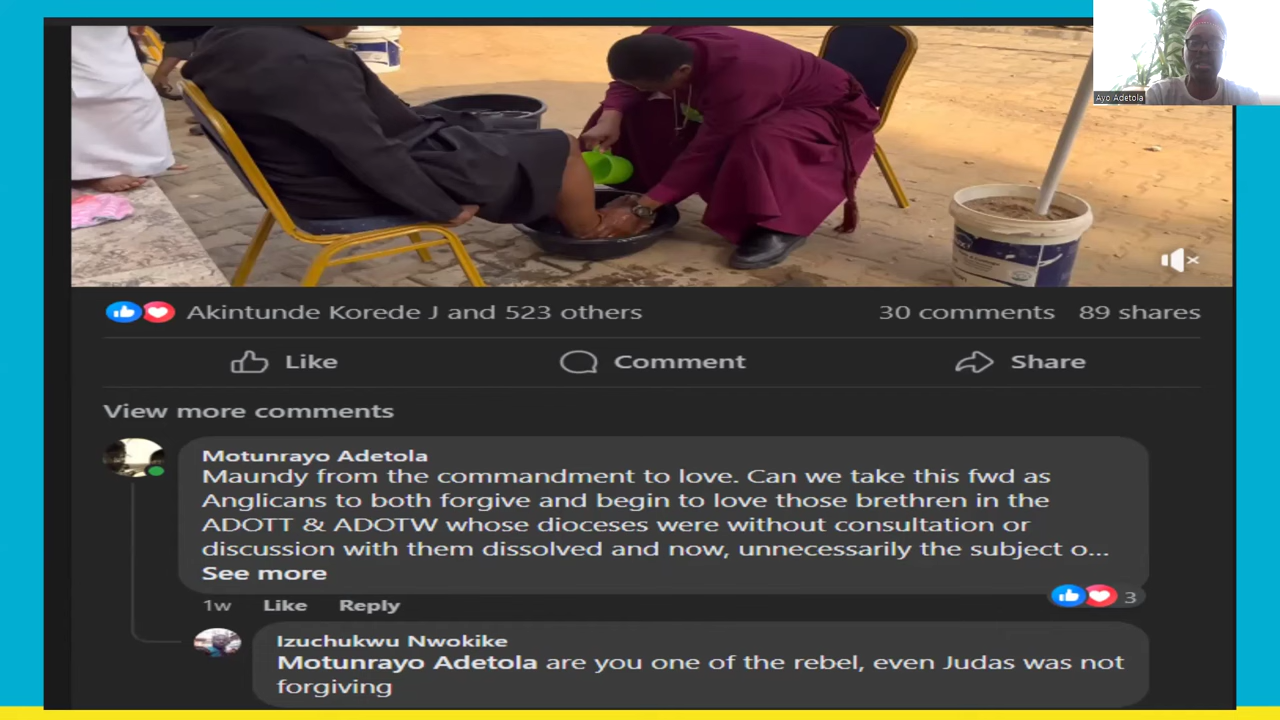 Ayo Adetola
Akintunde Korede J and 523 others
30 comments 89 shares
Like
Comment
Share
View more comments
Motunrayo Adetola
Maundy from the commandment to love. Can we take this fwd as
Anglicans to both forgive and begin to love those brethren in the
ADOTT & ADOTW whose dioceses were without consultation or
discussion with them dissolved and now, unnecessarily the subject o...
See more
1w Like Reply
3
Izuchukwu Nwokike
Motunrayo Adetola are you one of the rebel, even Judas was not
forgiving